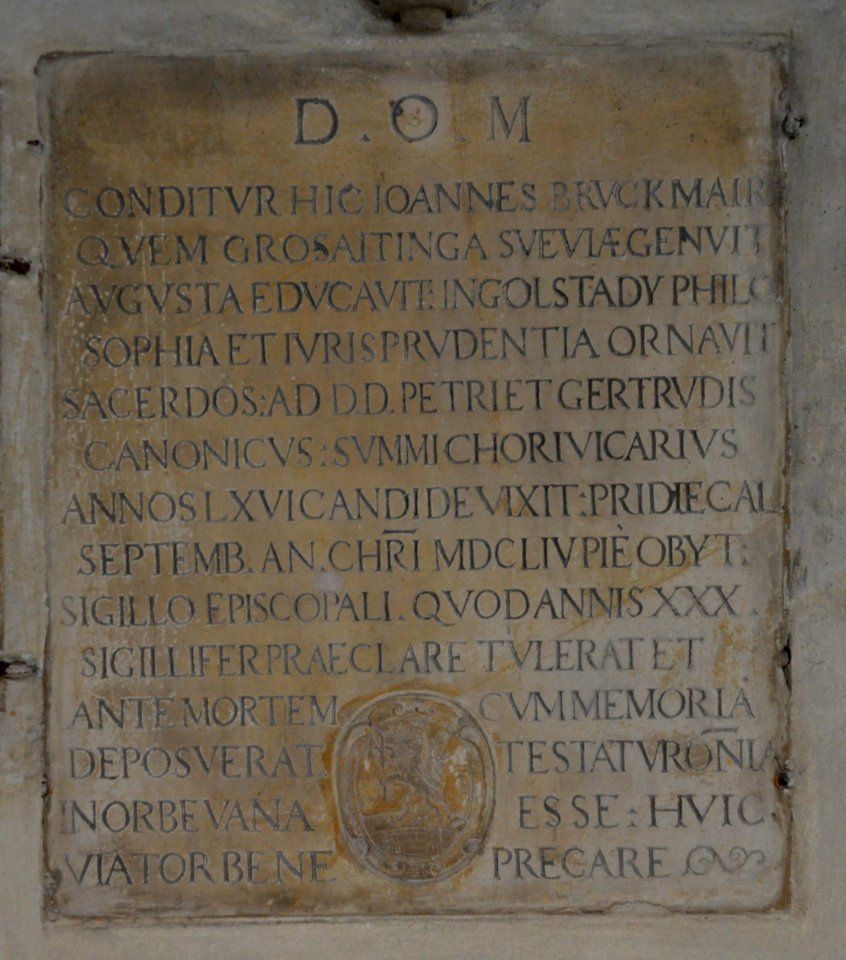 D.O.M
CONDITVR HIC IOANNES BRVCKMAIR
QVEM GROSAITINGA SVEVIÆ GENVIT
AVGVSTA EDVCAVIT: INGOLSTADY PHILO
SOPHIA ET IVRISPRVDENTIA ORNAVIT
SACERDOS: AD D.D. PETRI ET GERTRVDIS
CANONICVS: SVMMI CHORI VICARIVS
ANNOS LXVI CANDIDE VIXIT: PRIDIE CAL
SEPTEMB. AN. CHR̅I MDCLIV PIÈ OBYT:
SIGILLO EPISCOPALI. QVOD ANNIS XXX.
SIGILLIFER PRAECLARE TVLERAT ET
ANTE MORTEM CVM MEMORIA
DEPOSVERAT. TESTATVR OM̅NIA
IN ORBE VANA ESSE: HVIC.
VIATOR BENE PRECARE